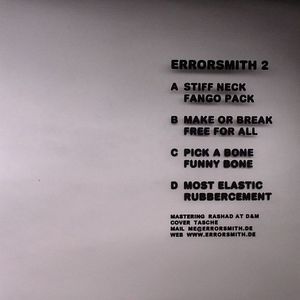 ERRORSMITH 2
A STIFF NECK
FANGO PACK
B MAKE OR BREAK
FREE FOR ALL
C PICK A BONE
FUNNY BONE
D MOST ELASTIC
RUBBERCEMENT
MASTERING RASHAD AT D&M
COVER TASCHE
MAIL ME@ERRORSMITH.DE
WEB WWW.ERRORSMITH.DE